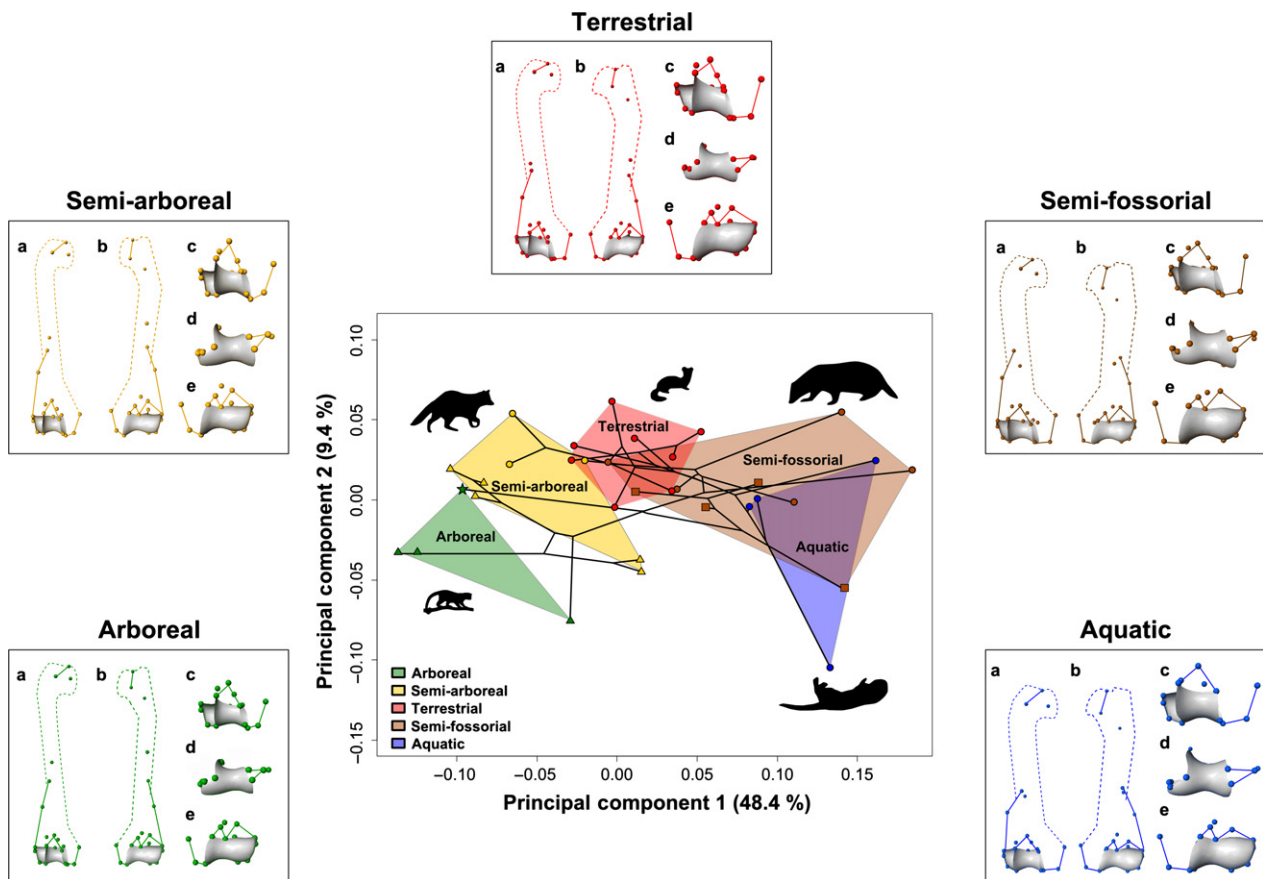 Terrestrial
a b c
d
e
Semi-arboreal
a b c
d
e
Semi-fossorial
a b c
d
e
Principal component 2 (9.4 %)
0.10
0.05
0.00
−0.05
−0.10
−0.15
Terrestrial
Semi-arboreal
Semi-fossorial
Arboreal
Aquatic
Arboreal
Semi-arboreal
Terrestrial
Semi-fossorial
Aquatic
−0.10 −0.05 0.00 0.05 0.10 0.15
Principal component 1 (48.4 %)
Arboreal
a b c
d
e
Aquatic
a b c
d
e